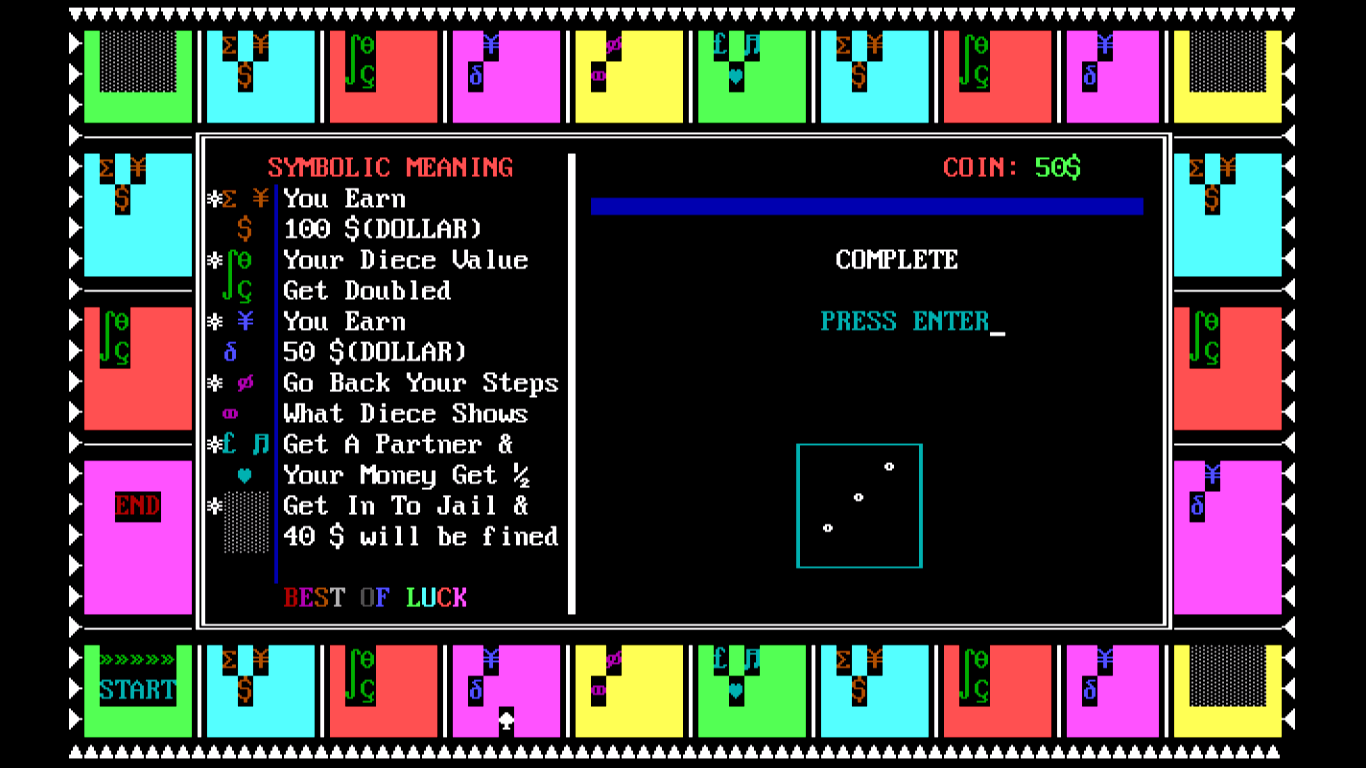 Σ ¥
$
⌠θ
⌡Ç
¥
δ
φ
∞
£ ♬
♥
Σ ¥
$
⌠θ
⌡Ç
¥
δ
Σ ¥
$
⌠θ
⌡Ç
END
SYMBOLIC MEANING
*Σ ¥ You Earn
$ 100 $(DOLLAR)
*⌠θ Your Diece Value
⌡Ç Get Doubled
* ¥ You Earn
δ 50 $(DOLLAR)
* φ Go Back Your Steps
∞ What Diece Shows
*£ ♬ Get A Partner &
♥ Your Money Get ½
* Get In To Jail &
40 $ will be fined
BEST OF LUCK
COIN: 50$
COMPLETE
PRESS ENTER_
Σ ¥
$
⌠θ
⌡Ç
¥
δ
»»»»»
START
Σ ¥
$
⌠θ
⌡Ç
¥
δ
φ
∞
£ ♬
♥
Σ ¥
$
⌠θ
⌡Ç
¥
δ